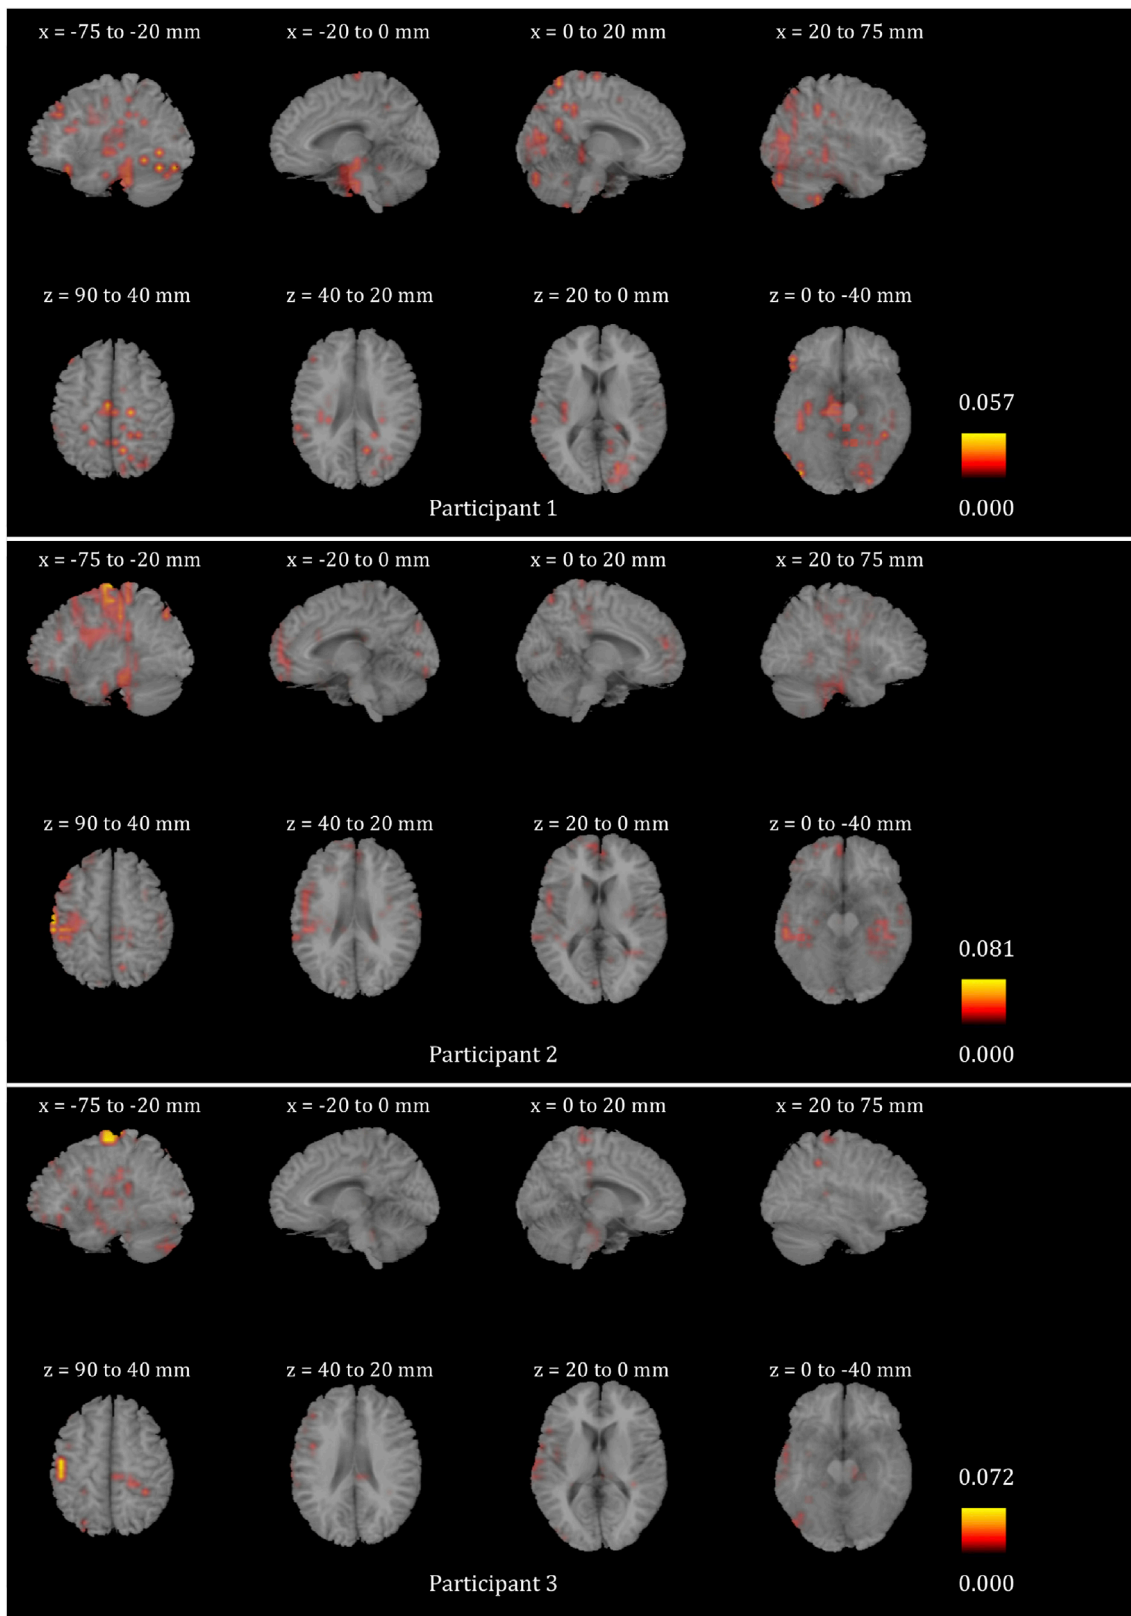 x = -75 to -20 mm
x = -20 to 0 mm
x = 0 to 20 mm
x = 20 to 75 mm
z = 90 to 40 mm
z = 40 to 20 mm
z = 20 to 0 mm
z = 0 to -40 mm
0.057
0.000
Participant 1
x = -75 to -20 mm
x = -20 to 0 mm
x = 0 to 20 mm
x = 20 to 75 mm
z = 90 to 40 mm
z = 40 to 20 mm
z = 20 to 0 mm
z = 0 to -40 mm
0.081
0.000
Participant 2
x = -75 to -20 mm
x = -20 to 0 mm
x = 0 to 20 mm
x = 20 to 75 mm
z = 90 to 40 mm
z = 40 to 20 mm
z = 20 to 0 mm
z = 0 to -40 mm
0.072
0.000
Participant 3